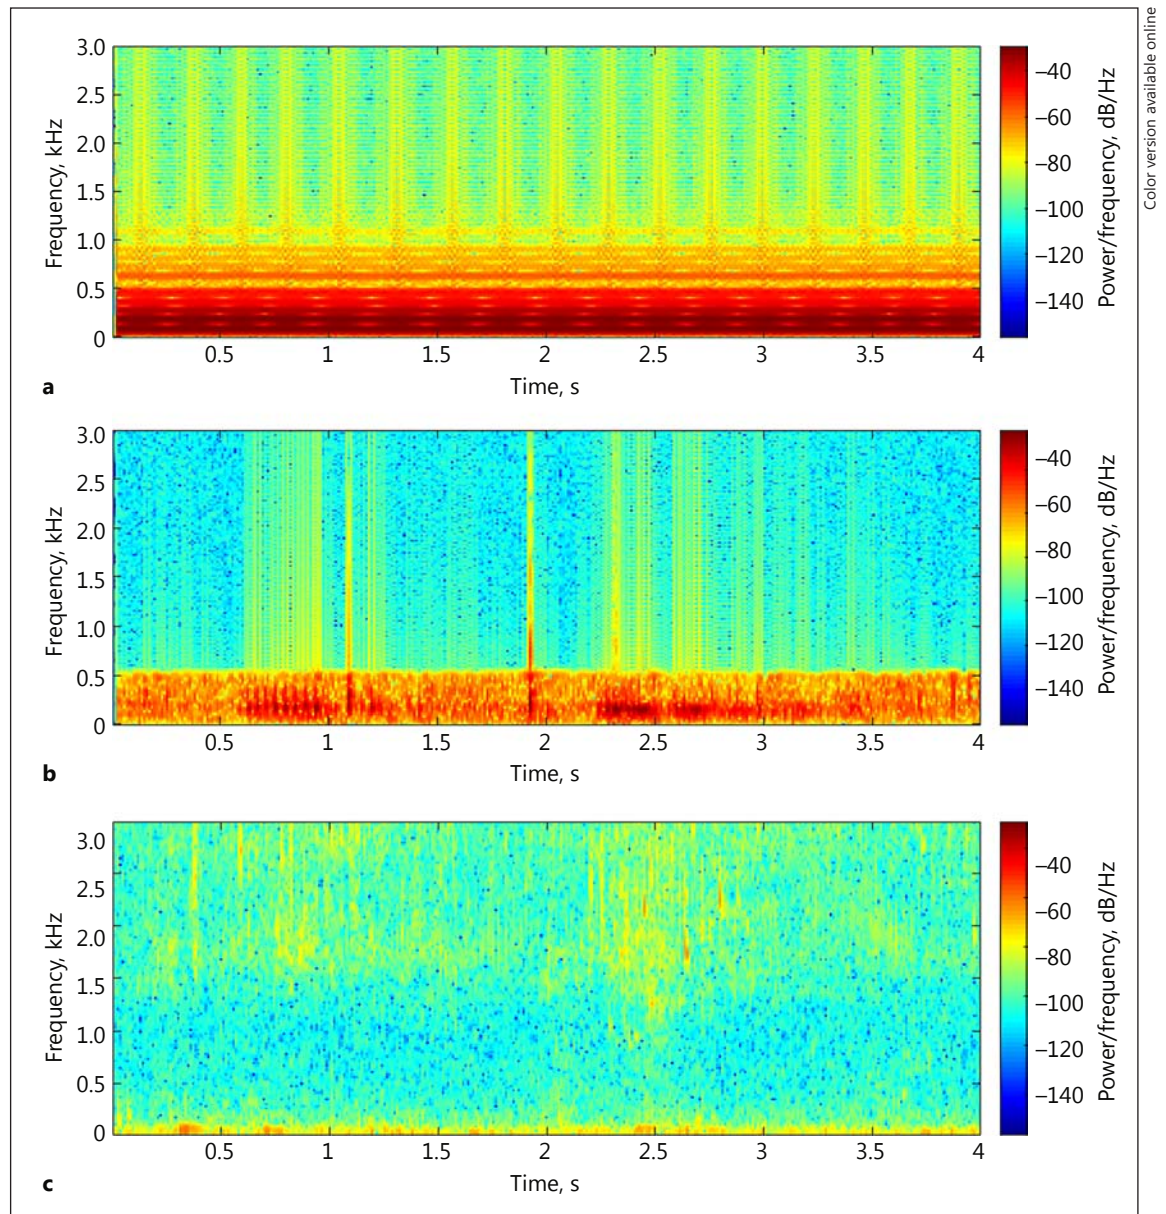 Color version available online
3.0
2.5
2.0
1.5
1.0
0.5
0
Frequency, kHz
0.5 1 1.5 2 2.5 3 3.5 4
Time, s
–40
–60
–80
–100
–120
–140
Power/frequency, dB/Hz
a
3.0
2.5
2.0
1.5
1.0
0.5
0
Frequency, kHz
0.5 1 1.5 2 2.5 3 3.5 4
Time, s
–40
–60
–80
–100
–120
–140
Power/frequency, dB/Hz
b
3.0
2.5
2.0
1.5
1.0
0.5
0
Frequency, kHz
0.5 1 1.5 2 2.5 3 3.5 4
Time, s
–40
–60
–80
–100
–120
–140
Power/frequency, dB/Hz
c